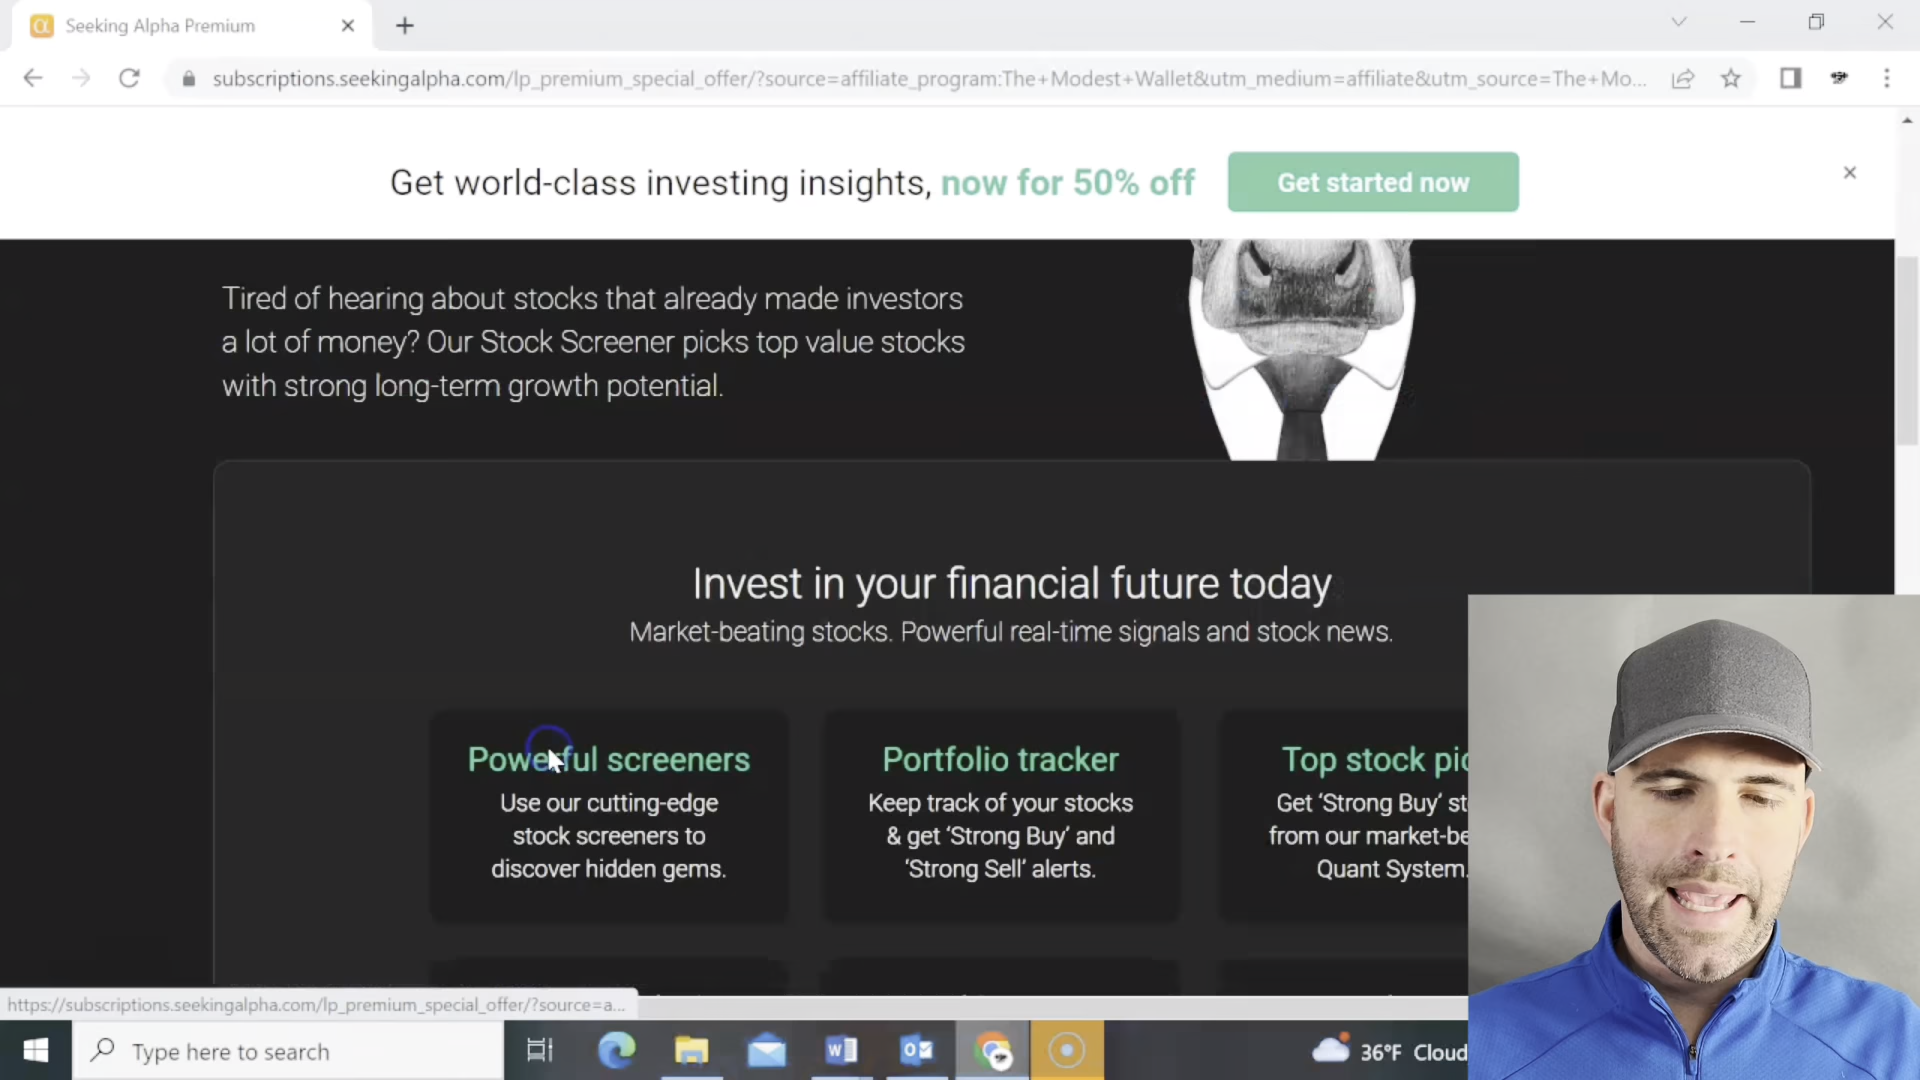 Seeking Alpha Premium
subscriptions.seekingalpha.com/lp_premium_special_offer/?source=affiliate_program:The+Modest+Wallet&utm_medium=affiliate&utm_source=The+Mo...
Get world-class investing insights, now for 50% off
Get started now
Tired of hearing about stocks that already made investors
a lot of money? Our Stock Screener picks top value stocks
with strong long-term growth potential.
Invest in your financial future today
Market-beating stocks. Powerful real-time signals and stock news.
Powerful screeners
Use our cutting-edge
stock screeners to
discover hidden gems.
Portfolio tracker
Keep track of your stocks
& get ‘Strong Buy’ and
‘Strong Sell’ alerts.
Top stock pic
Get ‘Strong Buy’ st
from our market-be
Quant System.
https://subscriptions.seekingalpha.com/lp_premium_special_offer/?source=a...
Type here to search
36°F Cloud